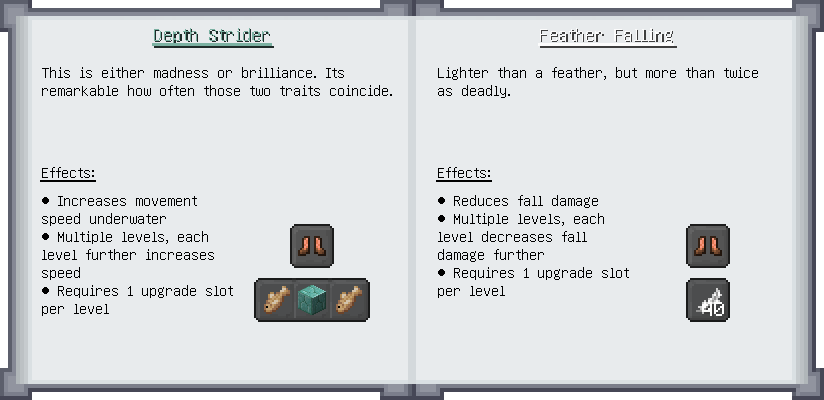 Depth Strider
This is either madness or brilliance. Its
remarkable how often those two traits coincide.
Effects:
• Increases movement
speed underwater
• Multiple levels, each
level further increases
speed
• Requires 1 upgrade slot
per level
Feather Falling
Lighter than a feather, but more than twice
as deadly.
Effects:
• Reduces fall damage
• Multiple levels, each
level decreases fall
damage further
• Requires 1 upgrade slot
per level
40